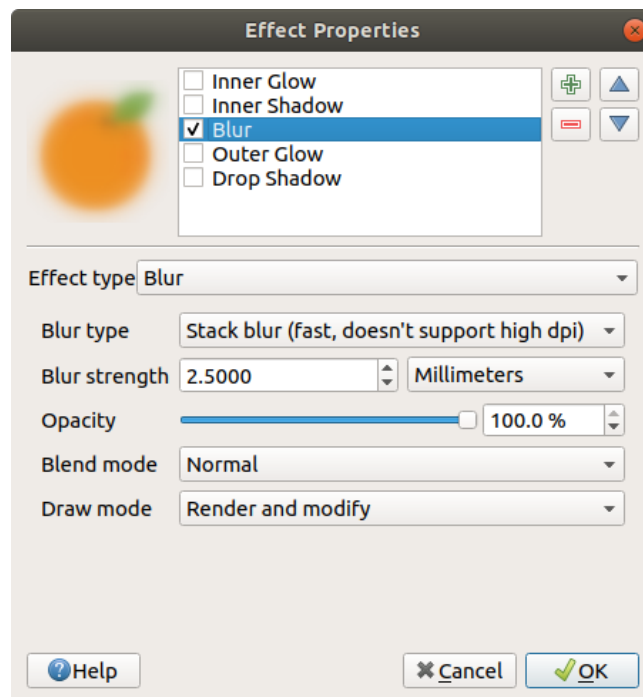 Effect Properties
Inner Glow
Inner Shadow
Blur
Outer Glow
Drop Shadow
Effect type Blur
Blur type Stack blur (fast, doesn't support high dpi)
Blur strength 2.5000 Millimeters
Opacity 100.0 %
Blend mode Normal
Draw mode Render and modify
Help Cancel OK